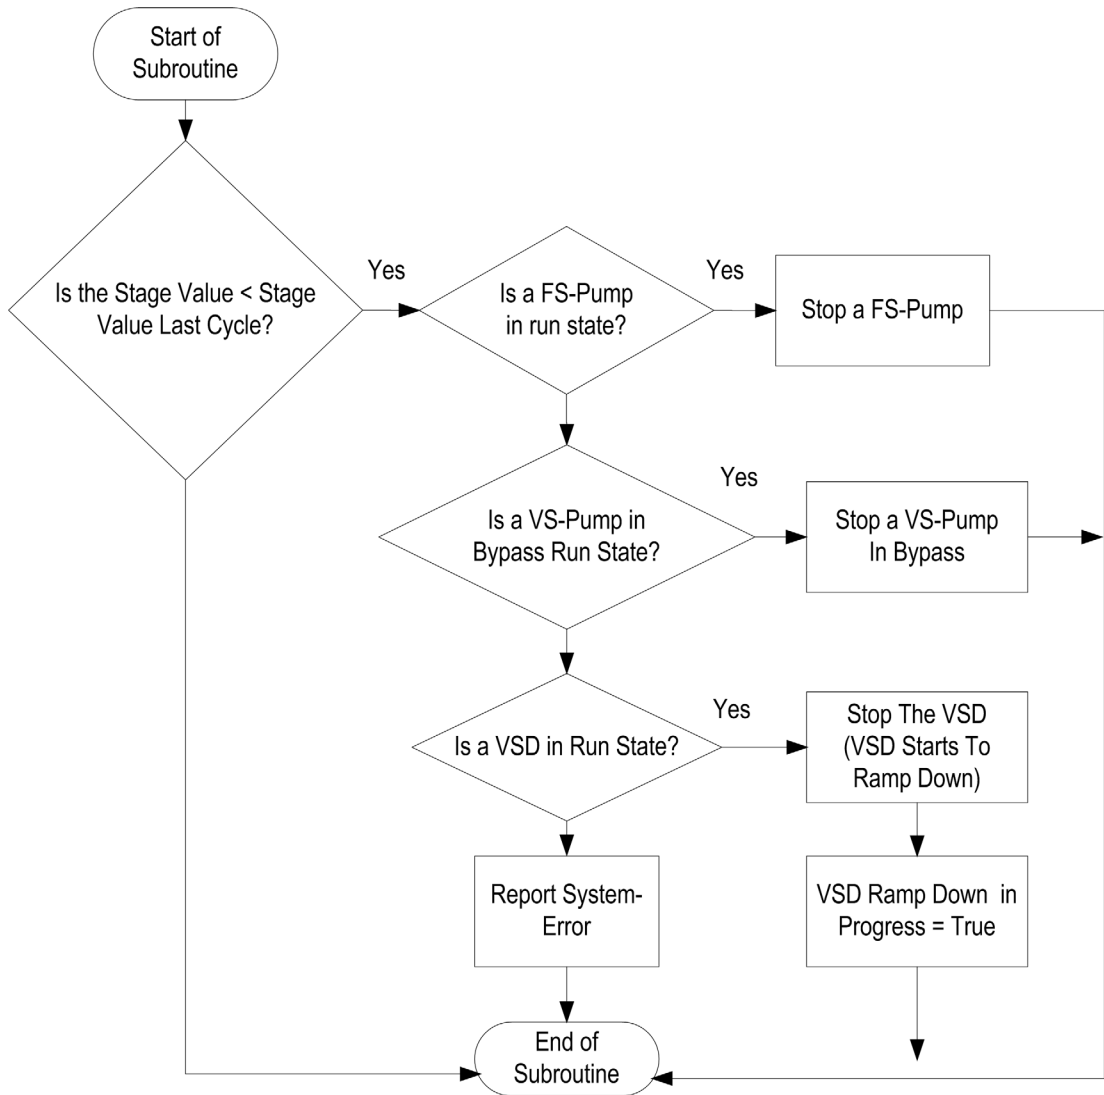 Start of
Subroutine
Is the Stage Value < Stage
Value Last Cycle?
Yes
Is a FS-Pump
in run state?
Yes
Stop a FS-Pump
Is a VS-Pump in
Bypass Run State?
Yes
Stop a VS-Pump
In Bypass
Is a VSD in Run State?
Yes
Stop The VSD
(VSD Starts To
Ramp Down)
Report System-
Error
VSD Ramp Down in
Progress = True
End of
Subroutine